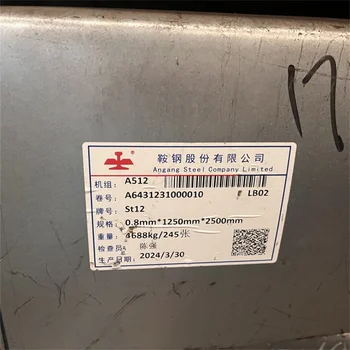 17
鞍钢股份有限公司
Angang Steel Company Limited
机组: A512
卷号: A6431231000010 LB02
牌号: St12
规格: 0.8mm*1250mm*2500mm
重量: 4688kg/245张
检查员: 陈强
生产日期: 2024/3/30